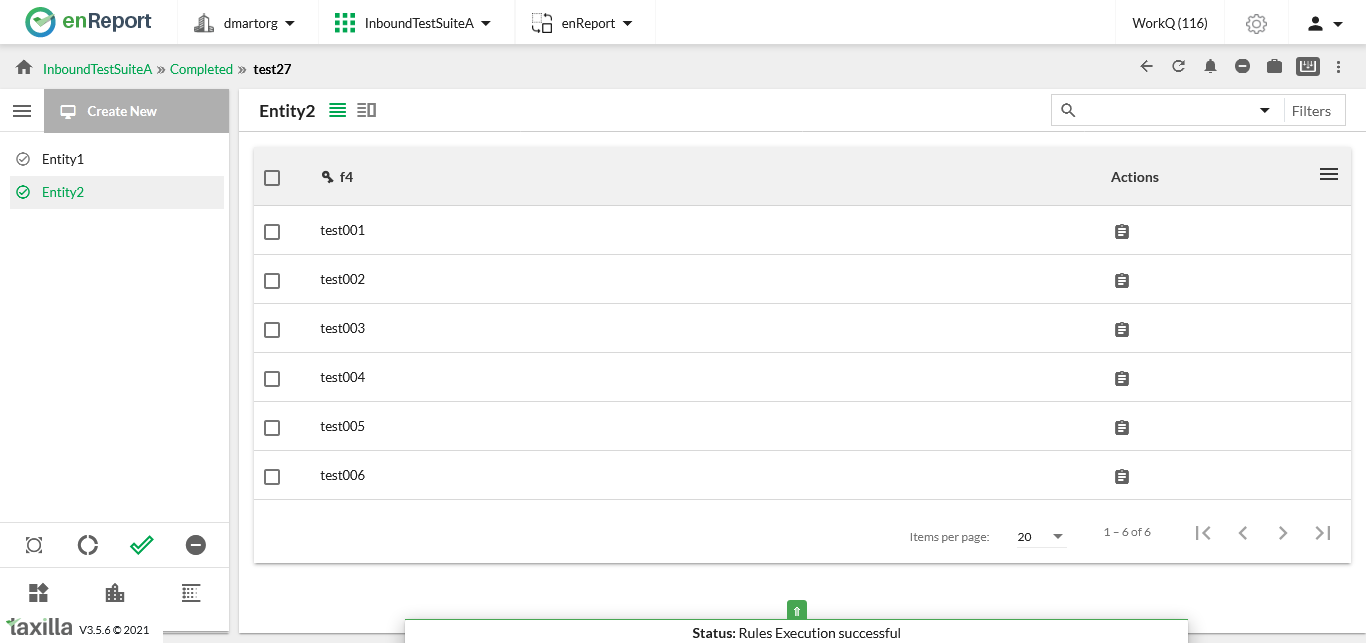 enReport dmartorg InboundTestSuiteA enReport WorkQ (116)
InboundTestSuiteA » Completed » test27
Create New Entity2 Filters
Entity1
Entity2
f4 Actions
test001
test002
test003
test004
test005
test006
Items per page: 20 1 – 6 of 6
taxilla V3.5.6 © 2021
Status: Rules Execution successful